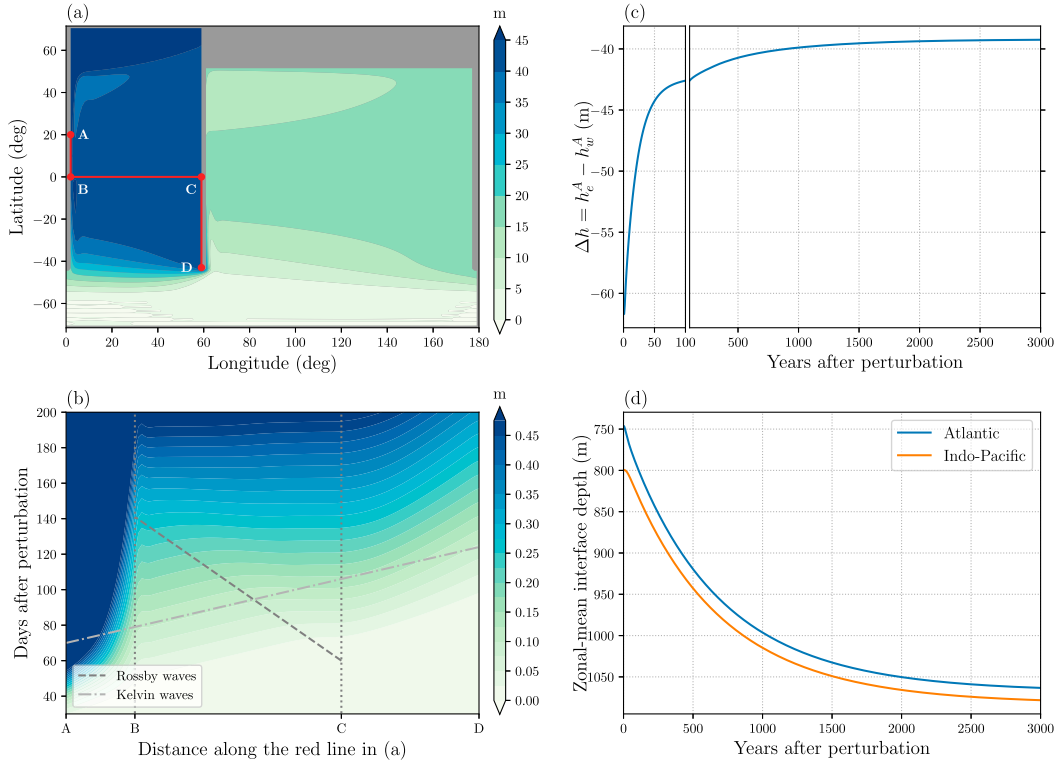 (a)
m
Latitude (deg)
60
40
20
0
−20
−40
−60
A
B
C
D
0 20 40 60 80 100 120 140 160 180
Longitude (deg)
45
40
35
30
25
20
15
10
5
0
(c)
Δh = h_e^A − h_w^A (m)
−40
−45
−50
−55
−60
0 50 100 500 1000 1500 2000 2500 3000
Years after perturbation
(b)
m
Days after perturbation
200
180
160
140
120
100
80
60
40
Rossby waves
Kelvin waves
A B C D
Distance along the red line in (a)
0.45
0.40
0.35
0.30
0.25
0.20
0.15
0.10
0.05
0.00
(d)
Zonal-mean interface depth (m)
750
800
850
900
950
1000
1050
Atlantic
Indo-Pacific
0 500 1000 1500 2000 2500 3000
Years after perturbation